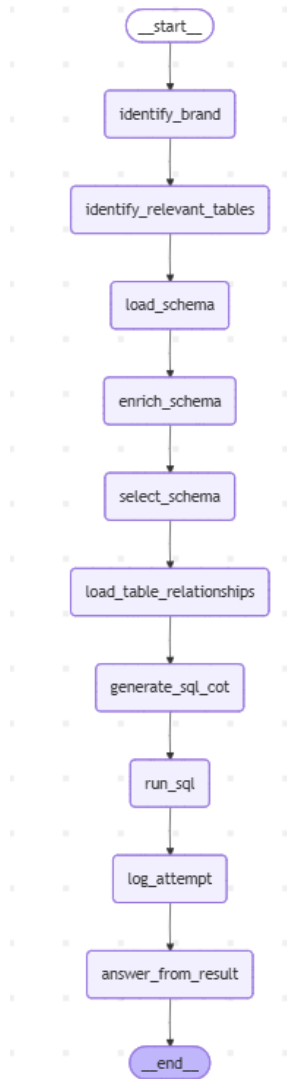 __start__
identify_brand
identify_relevant_tables
load_schema
enrich_schema
select_schema
load_table_relationships
generate_sql_cot
run_sql
log_attempt
answer_from_result
__end__